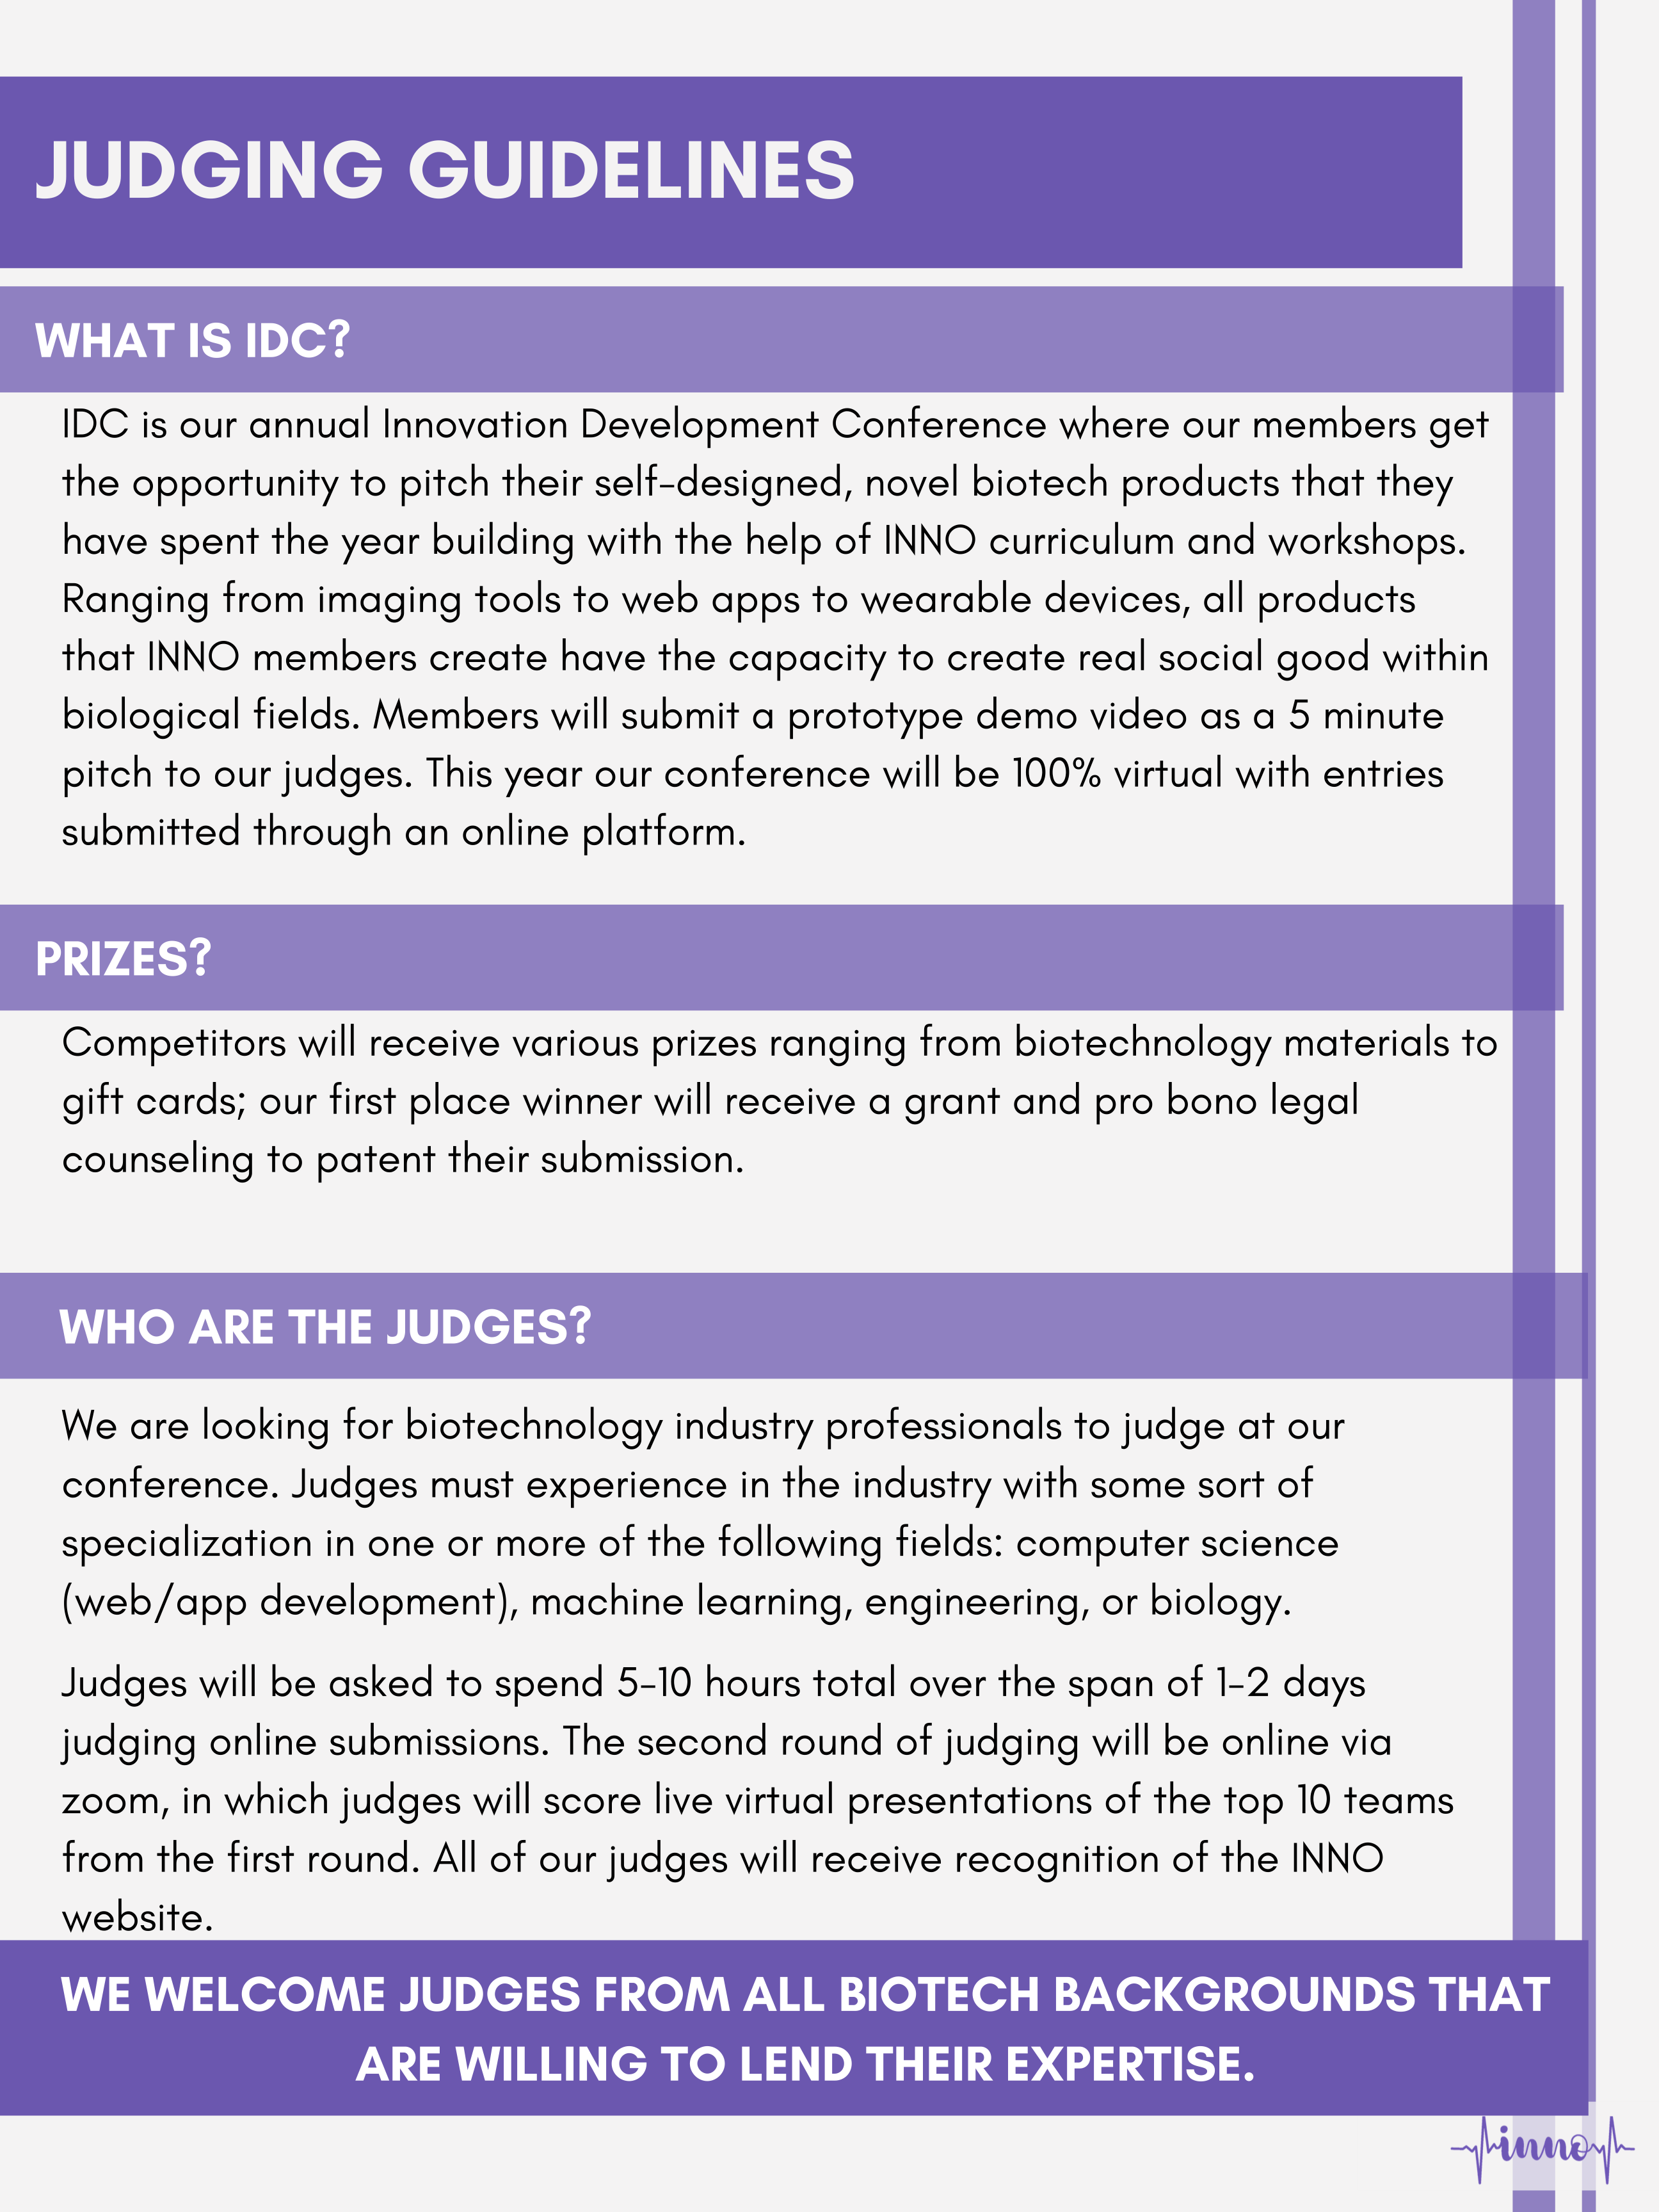 JUDGING GUIDELINES
WHAT IS IDC?
IDC is our annual Innovation Development Conference where our members get
the opportunity to pitch their self-designed, novel biotech products that they
have spent the year building with the help of INNO curriculum and workshops.
Ranging from imaging tools to web apps to wearable devices, all products
that INNO members create have the capacity to create real social good within
biological fields. Members will submit a prototype demo video as a 5 minute
pitch to our judges. This year our conference will be 100% virtual with entries
submitted through an online platform.
PRIZES?
Competitors will receive various prizes ranging from biotechnology materials to
gift cards; our first place winner will receive a grant and pro bono legal
counseling to patent their submission.
WHO ARE THE JUDGES?
We are looking for biotechnology industry professionals to judge at our
conference. Judges must experience in the industry with some sort of
specialization in one or more of the following fields: computer science
(web/app development), machine learning, engineering, or biology.
Judges will be asked to spend 5-10 hours total over the span of 1-2 days
judging online submissions. The second round of judging will be online via
zoom, in which judges will score live virtual presentations of the top 10 teams
from the first round. All of our judges will receive recognition of the INNO
website.
WE WELCOME JUDGES FROM ALL BIOTECH BACKGROUNDS THAT
ARE WILLING TO LEND THEIR EXPERTISE.
inno